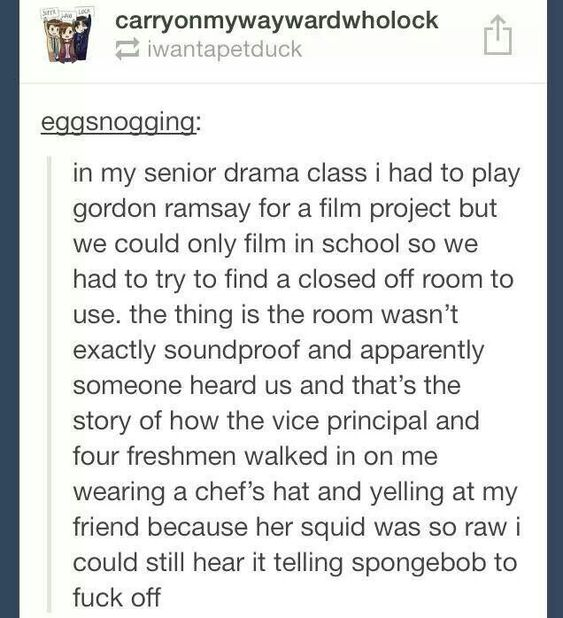 carryonmywaywardwholock
iwantapetduck
eggsnogging:
in my senior drama class i had to play
gordon ramsay for a film project but
we could only film in school so we
had to try to find a closed off room to
use. the thing is the room wasn't
exactly soundproof and apparently
someone heard us and that's the
story of how the vice principal and
four freshmen walked in on me
wearing a chef's hat and yelling at my
friend because her squid was so raw i
could still hear it telling spongebob to
fuck off